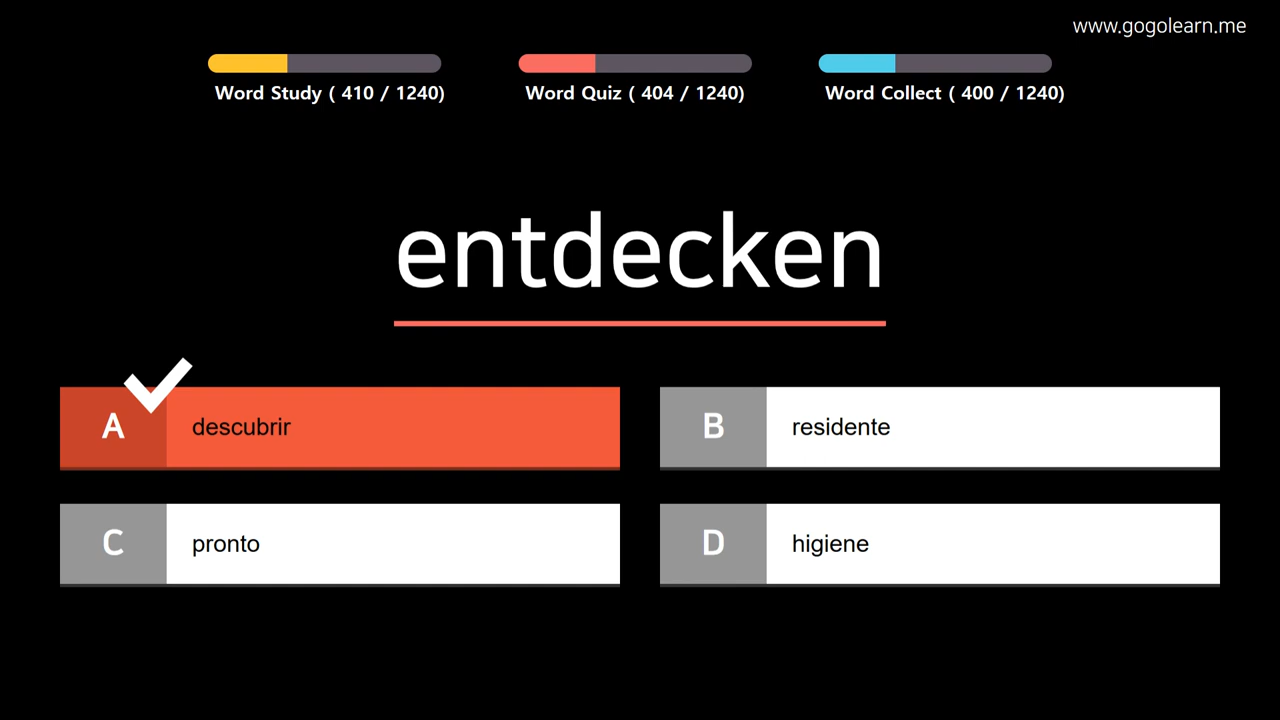 www.gogolearn.me
Word Study ( 410 / 1240)
Word Quiz ( 404 / 1240)
Word Collect ( 400 / 1240)
entdecken
A descubrir
B residente
C pronto
D higiene